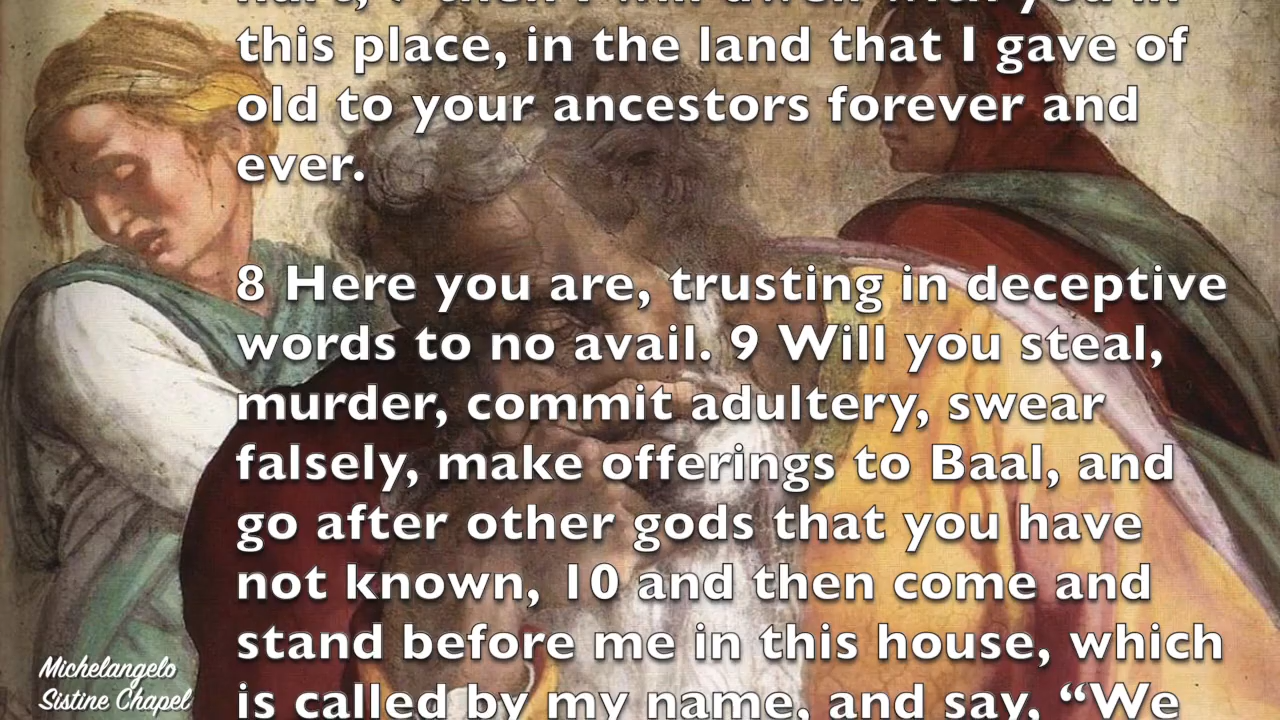 this place, in the land that I gave of
old to your ancestors forever and
ever.
8 Here you are, trusting in deceptive
words to no avail. 9 Will you steal,
murder, commit adultery, swear
falsely, make offerings to Baal, and
go after other gods that you have
not known, 10 and then come and
stand before me in this house, which
is called by my name, and say, “We
Michelangelo
Sistine Chapel